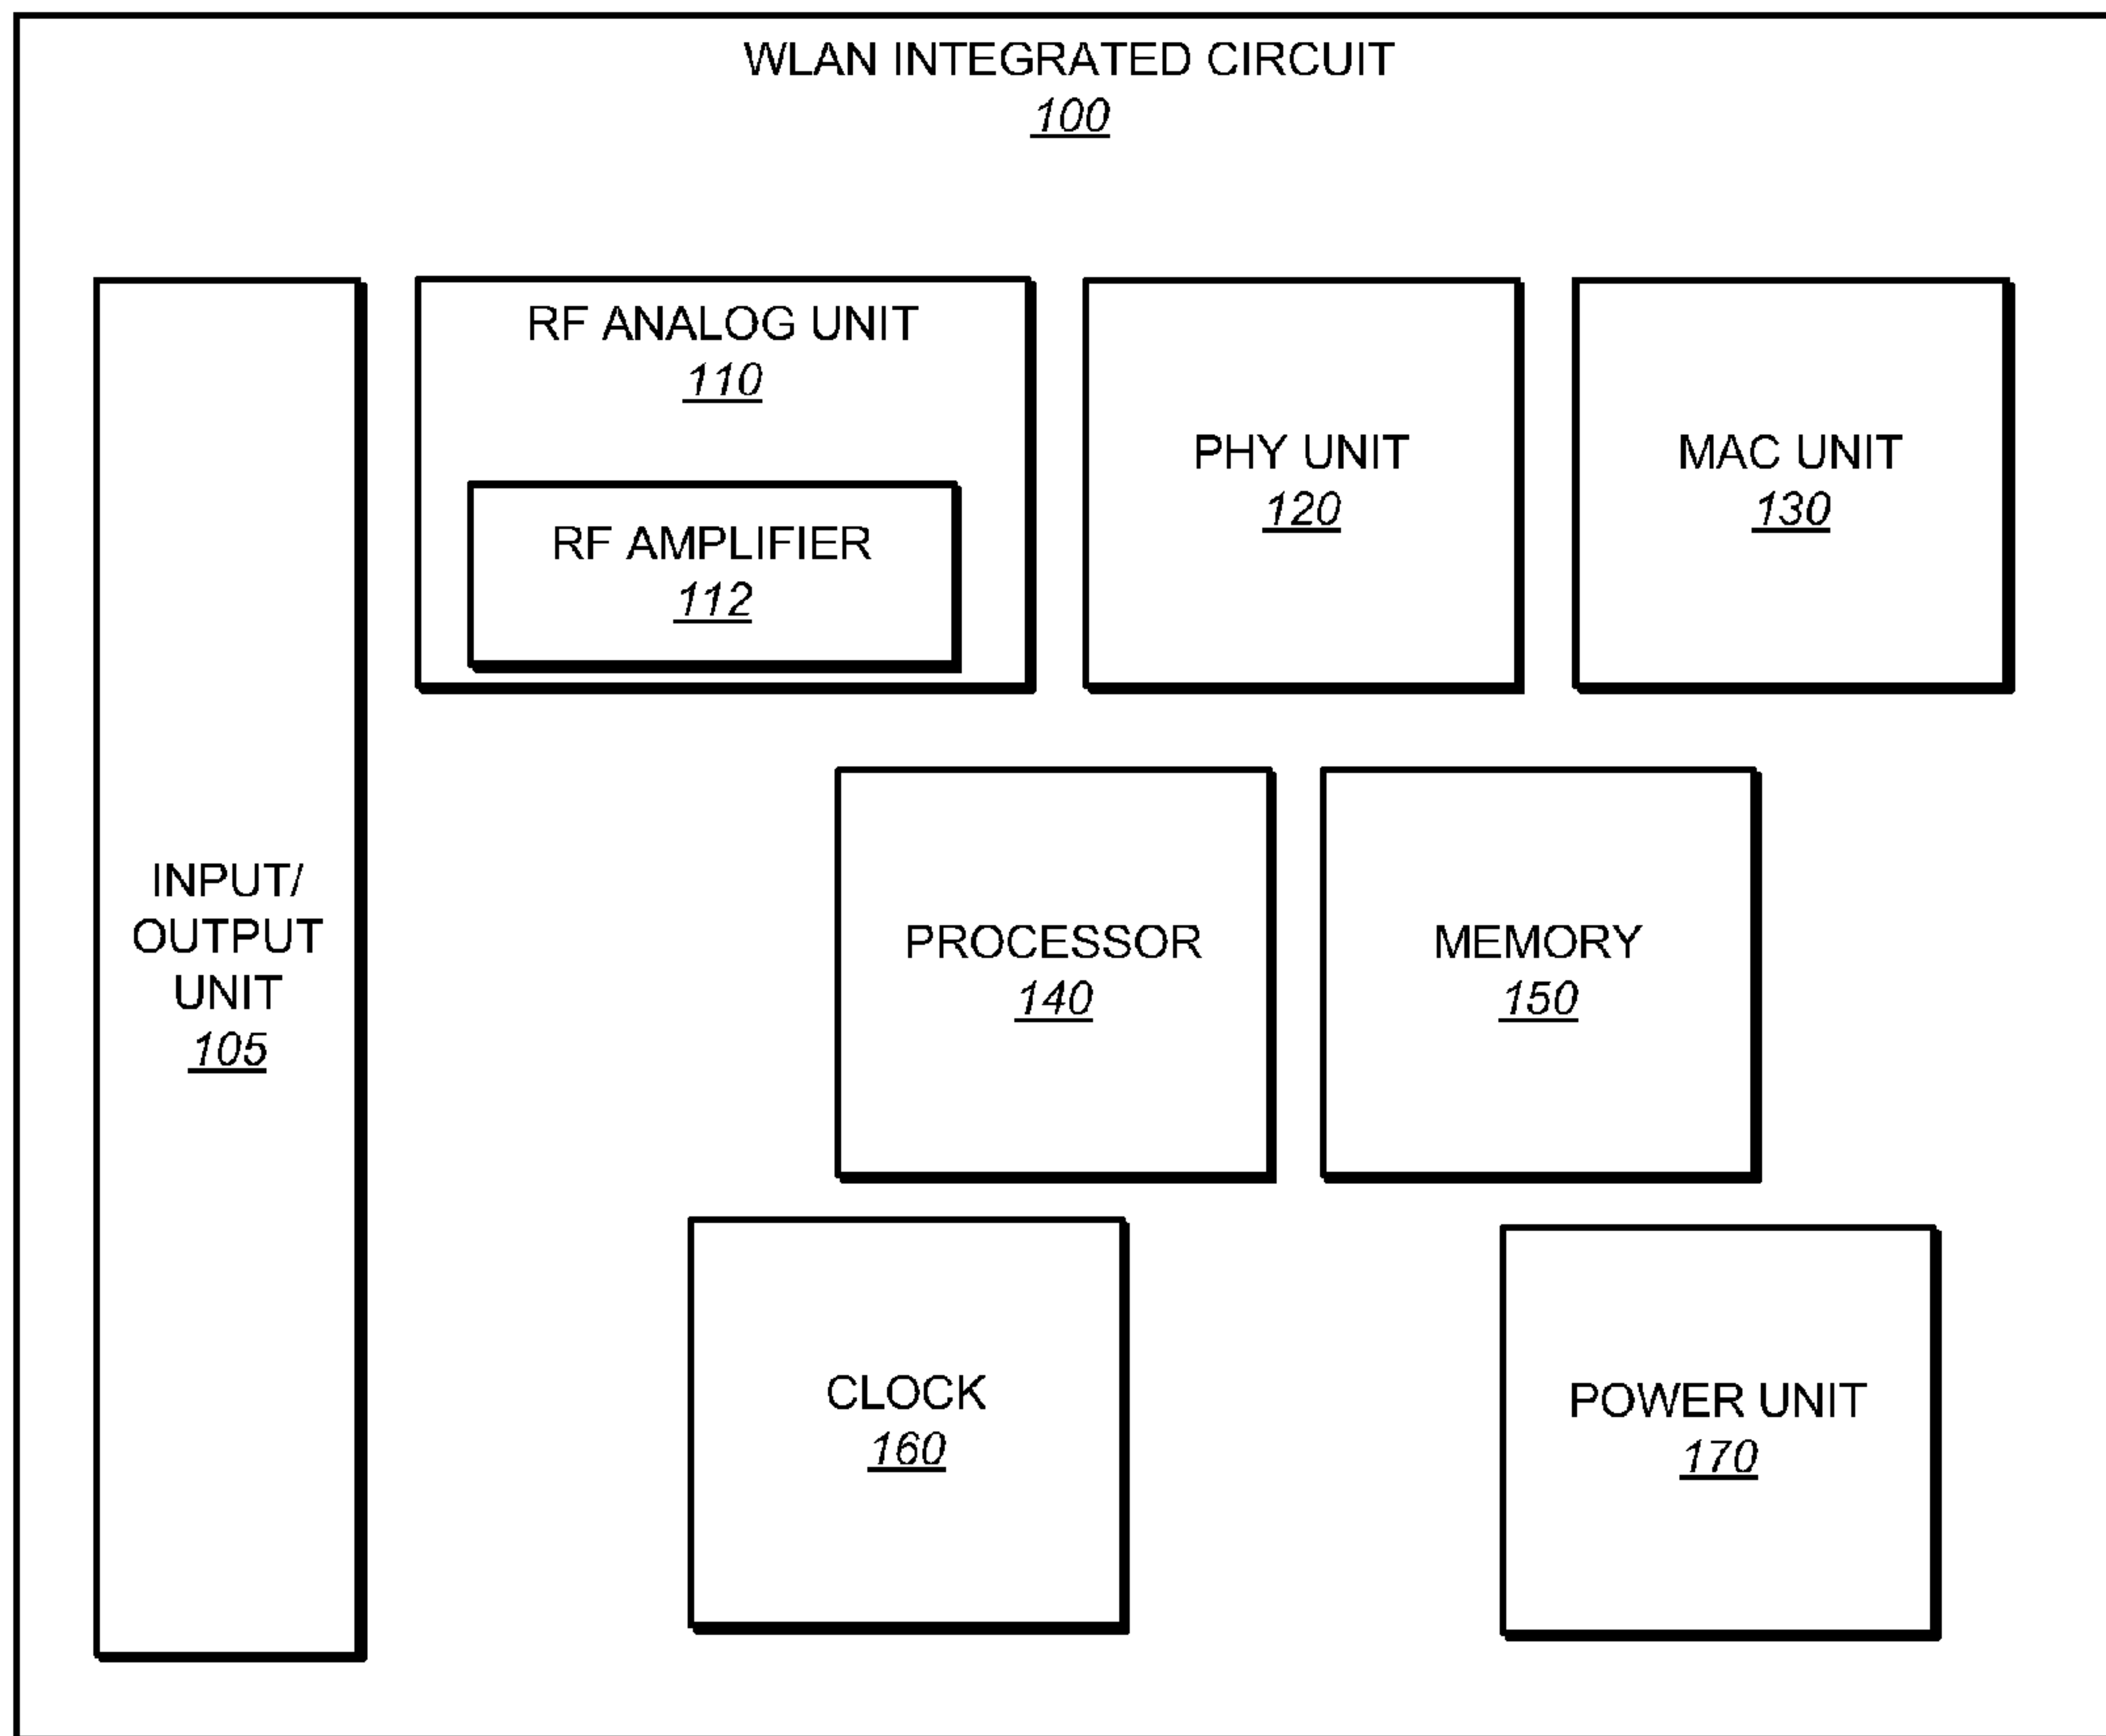 WLAN INTEGRATED CIRCUIT
100
RF ANALOG UNIT
110
RF AMPLIFIER
112
PHY UNIT
120
MAC UNIT
130
INPUT/
OUTPUT
UNIT
105
PROCESSOR
140
MEMORY
150
CLOCK
160
POWER UNIT
170